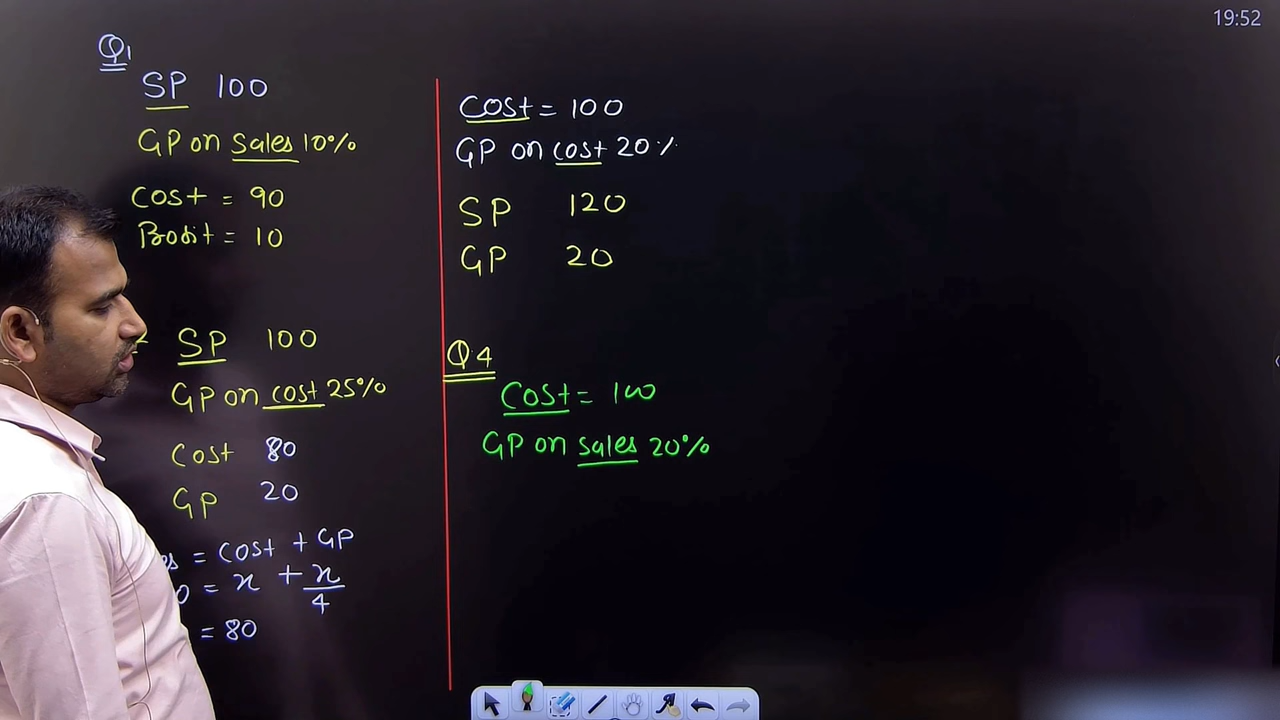 19:52
Q1
SP 100
GP on sales 10%
Cost = 90
Profit = 10
SP 100
GP on cost 25%
Cost 80
GP 20
= Cost + GP
= x + x/4
= 80
Cost = 100
GP on cost 20%
SP 120
GP 20
Q.4
Cost = 100
GP on sales 20%